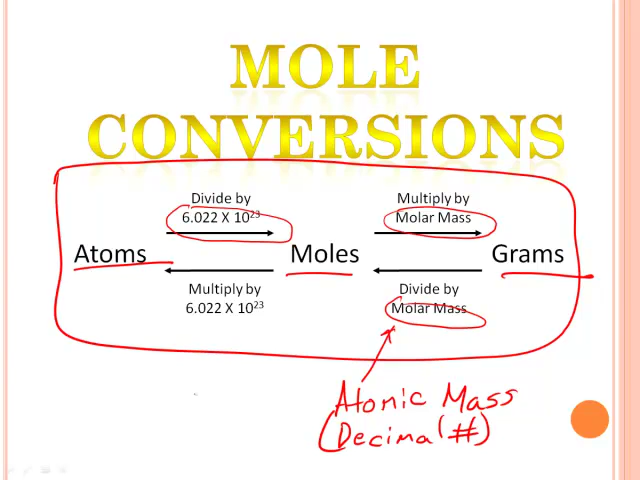 MOLE
CONVERSIONS
Divide by
6.022 X 10²³
Multiply by
Molar Mass
Atoms
Moles
Grams
Multiply by
6.022 X 10²³
Divide by
Molar Mass
Atomic Mass
(Decimal #)